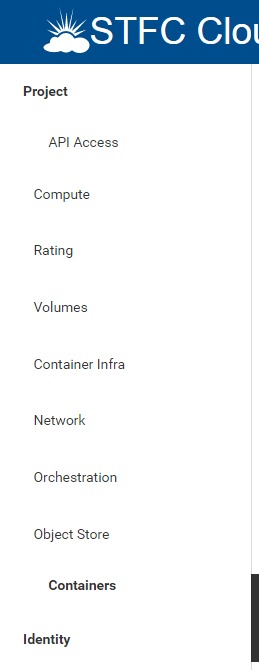 STFC Clou
Project
API Access
Compute
Rating
Volumes
Container Infra
Network
Orchestration
Object Store
Containers
Identity